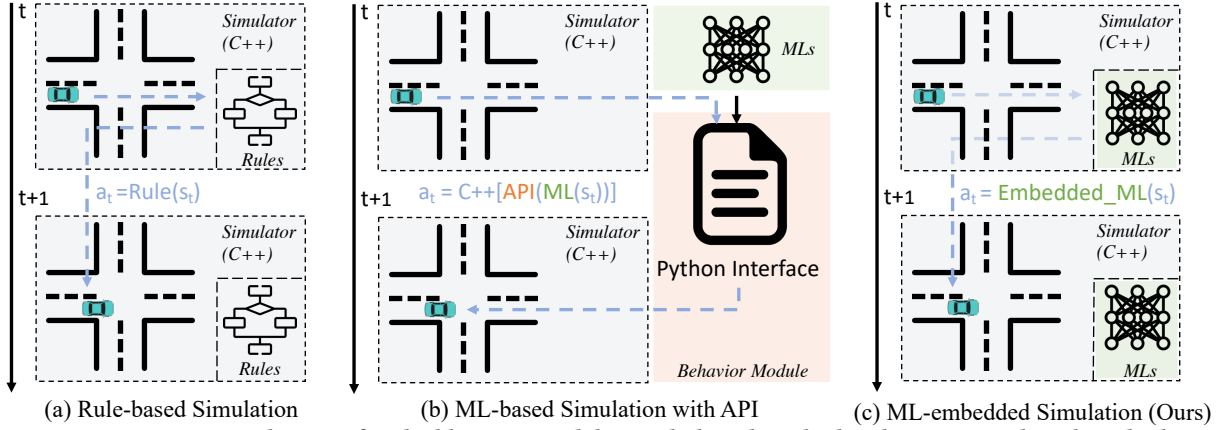 t
Simulator
(C++)
Rules
a_t =Rule(s_t)
t+1
Simulator
(C++)
Rules
(a) Rule-based Simulation
t
Simulator
(C++)
MLs
a_t = C++[API(ML(s_t))]
t+1
Python Interface
Simulator
(C++)
Behavior Module
(b) ML-based Simulation with API
t
Simulator
(C++)
MLs
a_t = Embedded_ML(s_t)
t+1
Simulator
(C++)
MLs
(c) ML-embedded Simulation (Ours)